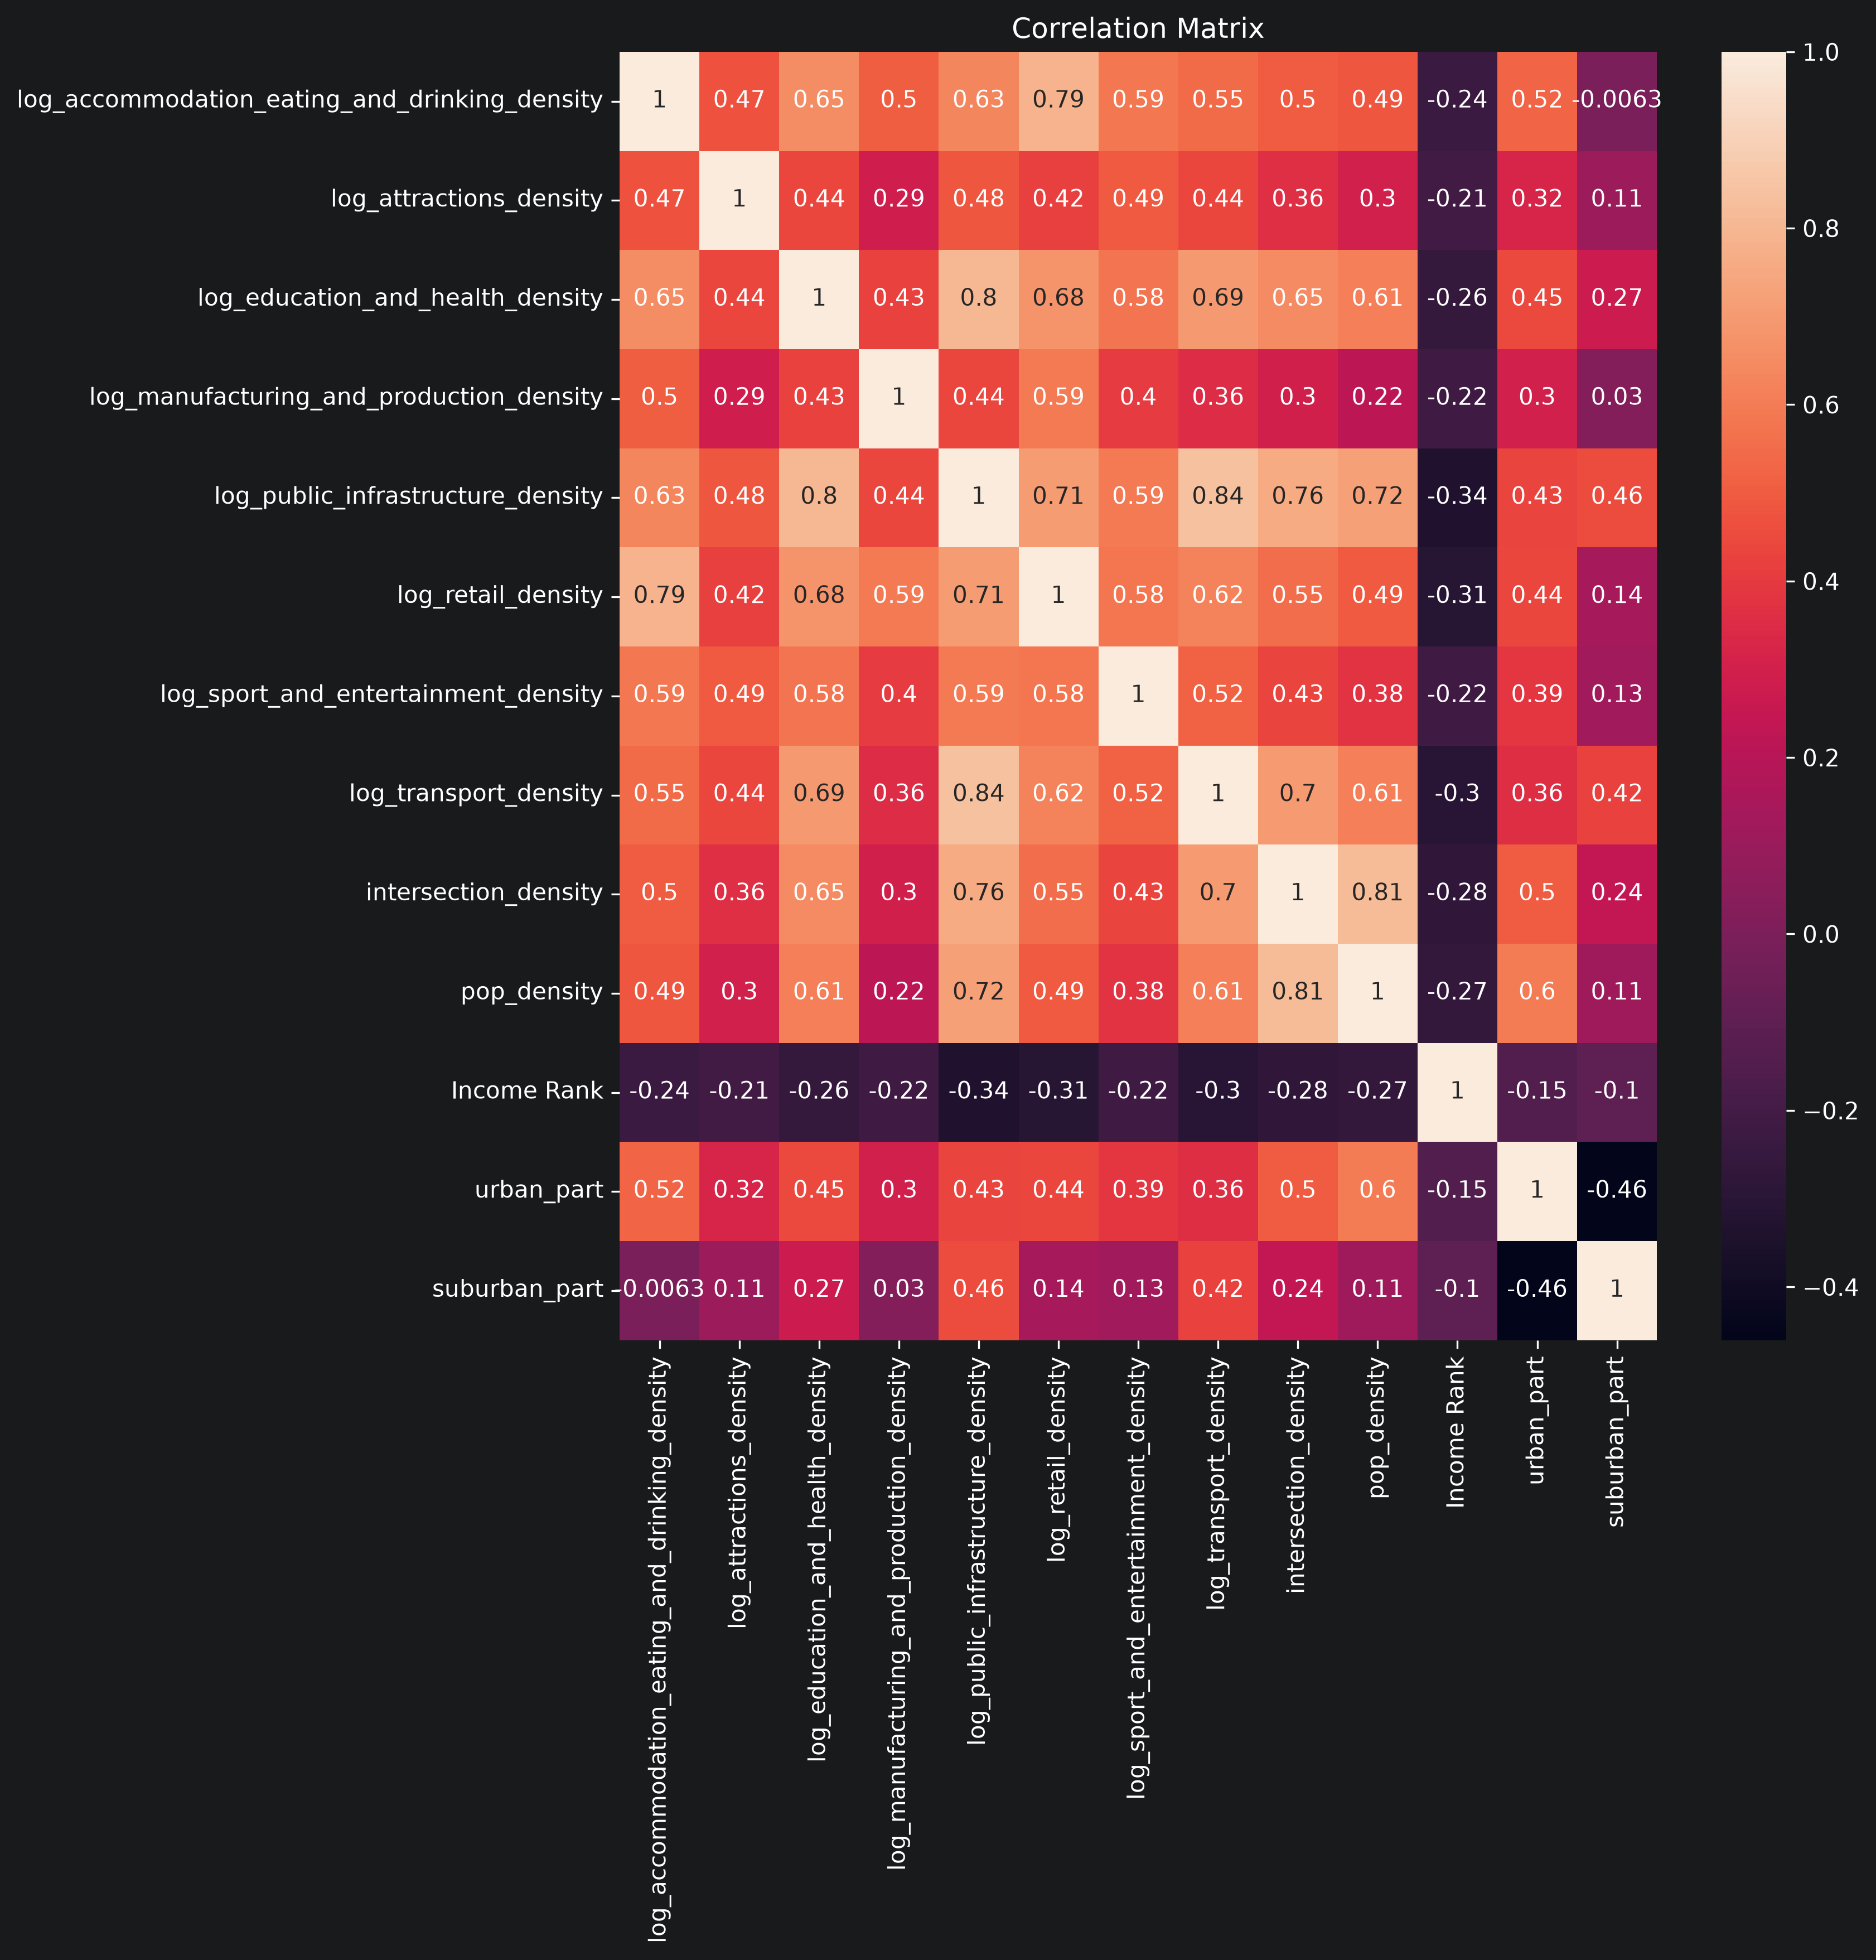 Correlation Matrix
log_accommodation_eating_and_drinking_density 1 0.47 0.65 0.5 0.63 0.79 0.59 0.55 0.5 0.49 -0.24 0.52 -0.0063
log_attractions_density 0.47 1 0.44 0.29 0.48 0.42 0.49 0.44 0.36 0.3 -0.21 0.32 0.11
log_education_and_health_density 0.65 0.44 1 0.43 0.8 0.68 0.58 0.69 0.65 0.61 -0.26 0.45 0.27
log_manufacturing_and_production_density 0.5 0.29 0.43 1 0.44 0.59 0.4 0.36 0.3 0.22 -0.22 0.3 0.03
log_public_infrastructure_density 0.63 0.48 0.8 0.44 1 0.71 0.59 0.84 0.76 0.72 -0.34 0.43 0.46
log_retail_density 0.79 0.42 0.68 0.59 0.71 1 0.58 0.62 0.55 0.49 -0.31 0.44 0.14
log_sport_and_entertainment_density 0.59 0.49 0.58 0.4 0.59 0.58 1 0.52 0.43 0.38 -0.22 0.39 0.13
log_transport_density 0.55 0.44 0.69 0.36 0.84 0.62 0.52 1 0.7 0.61 -0.3 0.36 0.42
intersection_density 0.5 0.36 0.65 0.3 0.76 0.55 0.43 0.7 1 0.81 -0.28 0.5 0.24
pop_density 0.49 0.3 0.61 0.22 0.72 0.49 0.38 0.61 0.81 1 -0.27 0.6 0.11
Income Rank -0.24 -0.21 -0.26 -0.22 -0.34 -0.31 -0.22 -0.3 -0.28 -0.27 1 -0.15 -0.1
urban_part 0.52 0.32 0.45 0.3 0.43 0.44 0.39 0.36 0.5 0.6 -0.15 1 -0.46
suburban_part -0.0063 0.11 0.27 0.03 0.46 0.14 0.13 0.42 0.24 0.11 -0.1 -0.46 1
log_accommodation_eating_and_drinking_density
log_attractions_density
log_education_and_health_density
log_manufacturing_and_production_density
log_public_infrastructure_density
log_retail_density
log_sport_and_entertainment_density
log_transport_density
intersection_density
pop_density
Income Rank
urban_part
suburban_part
1.0
0.8
0.6
0.4
0.2
0.0
−0.2
−0.4